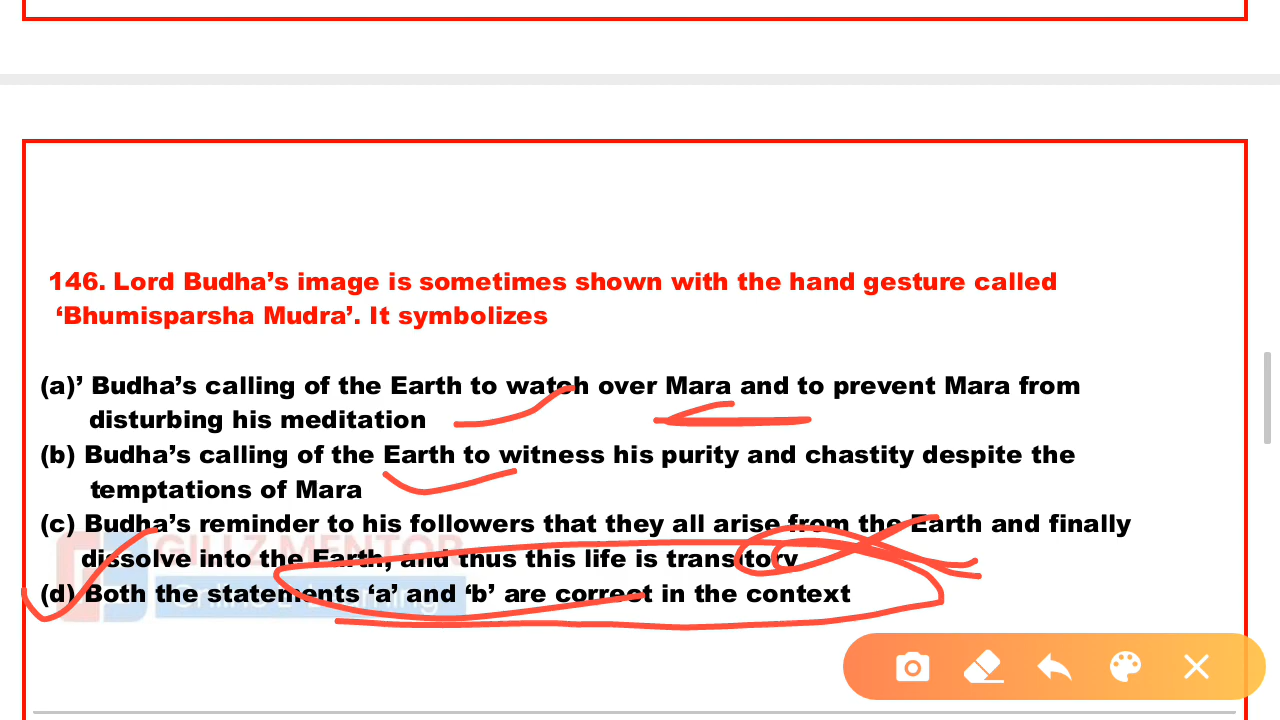 146. Lord Budha’s image is sometimes shown with the hand gesture called
‘Bhumisparsha Mudra’. It symbolizes
(a)’ Budha’s calling of the Earth to watch over Mara and to prevent Mara from
disturbing his meditation
(b) Budha’s calling of the Earth to witness his purity and chastity despite the
temptations of Mara
(c) Budha’s reminder to his followers that they all arise from the Earth and finally
GILLZ MENTOR
dissolve into the Earth, and thus this life is transitory
(d) Both the statements ‘a’ and ‘b’ are correct in the context
Online E-Learning